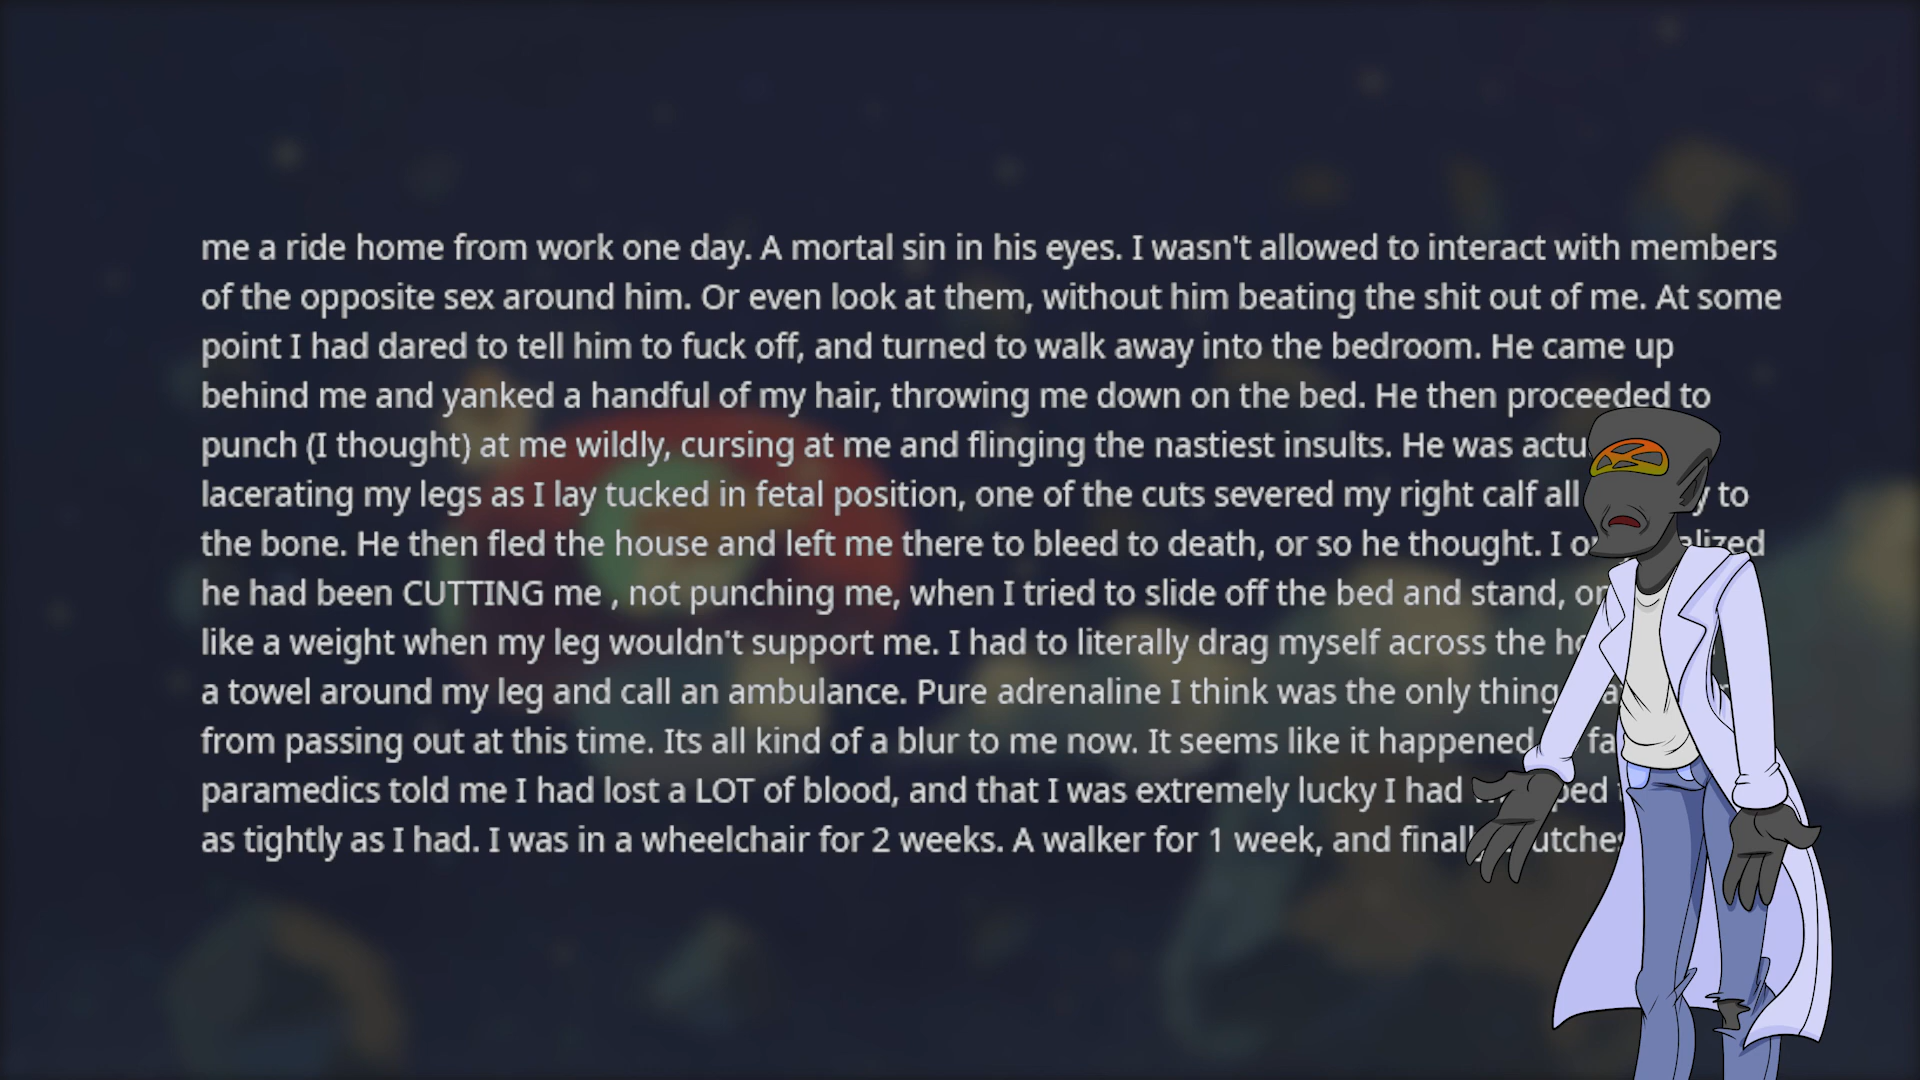 me a ride home from work one day. A mortal sin in his eyes. I wasn't allowed to interact with members
of the opposite sex around him. Or even look at them, without him beating the shit out of me. At some
point I had dared to tell him to fuck off, and turned to walk away into the bedroom. He came up
behind me and yanked a handful of my hair, throwing me down on the bed. He then proceeded to
punch (I thought) at me wildly, cursing at me and flinging the nastiest insults. He was
lacerating my legs as I lay tucked in fetal position, one of the cuts severed my right calf all to
the bone. He then fled the house and left me there to bleed to death, or so he thought. I
he had been CUTTING me , not punching me, when I tried to slide off the bed and stand,
like a weight when my leg wouldn't support me. I had to literally drag myself across the
a towel around my leg and call an ambulance. Pure adrenaline I think was the only thing
from passing out at this time. Its all kind of a blur to me now. It seems like it happened
paramedics told me I had lost a LOT of blood, and that I was extremely lucky I had
as tightly as I had. I was in a wheelchair for 2 weeks. A walker for 1 week, and